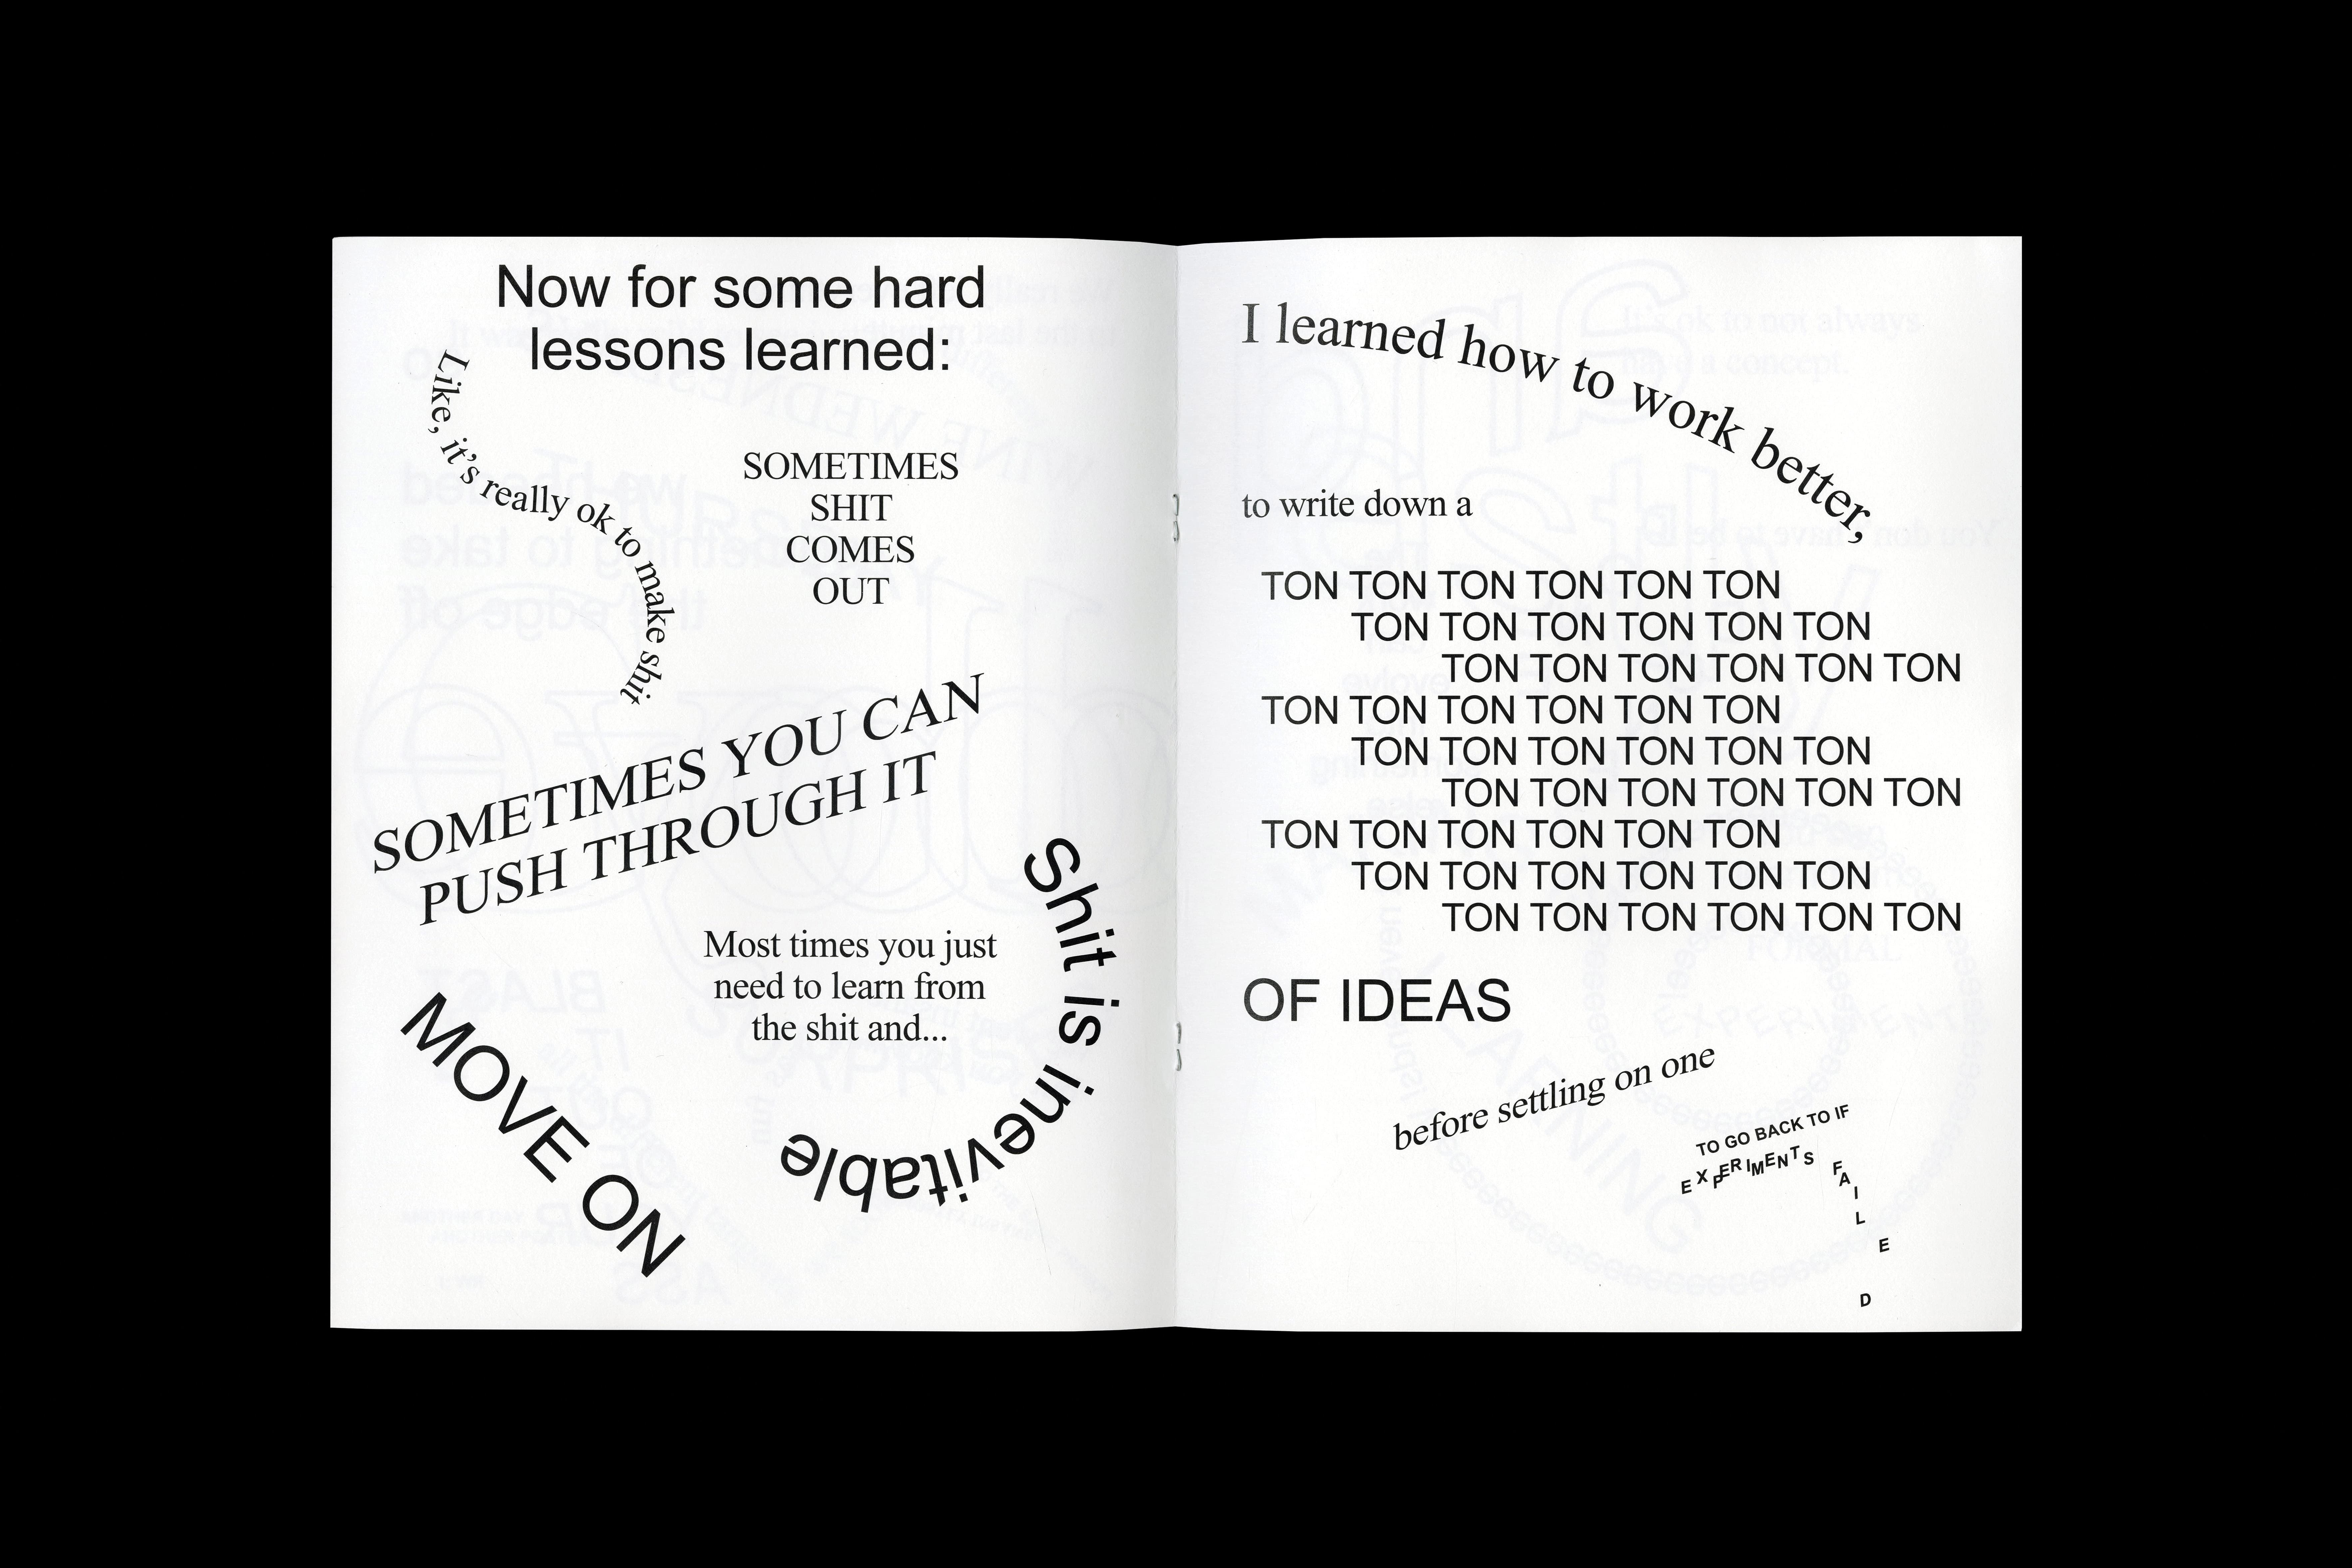 Now for some hard
lessons learned:
Like, it's really ok to make shit
SOMETIMES
SHIT
COMES
OUT
SOMETIMES YOU CAN
PUSH THROUGH IT
Shit is inevitable
Most times you just
need to learn from
the shit and...
MOVE ON
I learned how to work better,
to write down a
TON TON TON TON TON TON
TON TON TON TON TON TON
TON TON TON TON TON TON
TON TON TON TON TON TON
TON TON TON TON TON TON
TON TON TON TON TON TON
TON TON TON TON TON TON
TON TON TON TON TON TON
TON TON TON TON TON TON
OF IDEAS
before settling on one
TO GO BACK TO IF
EXPERIMENTS FAILED